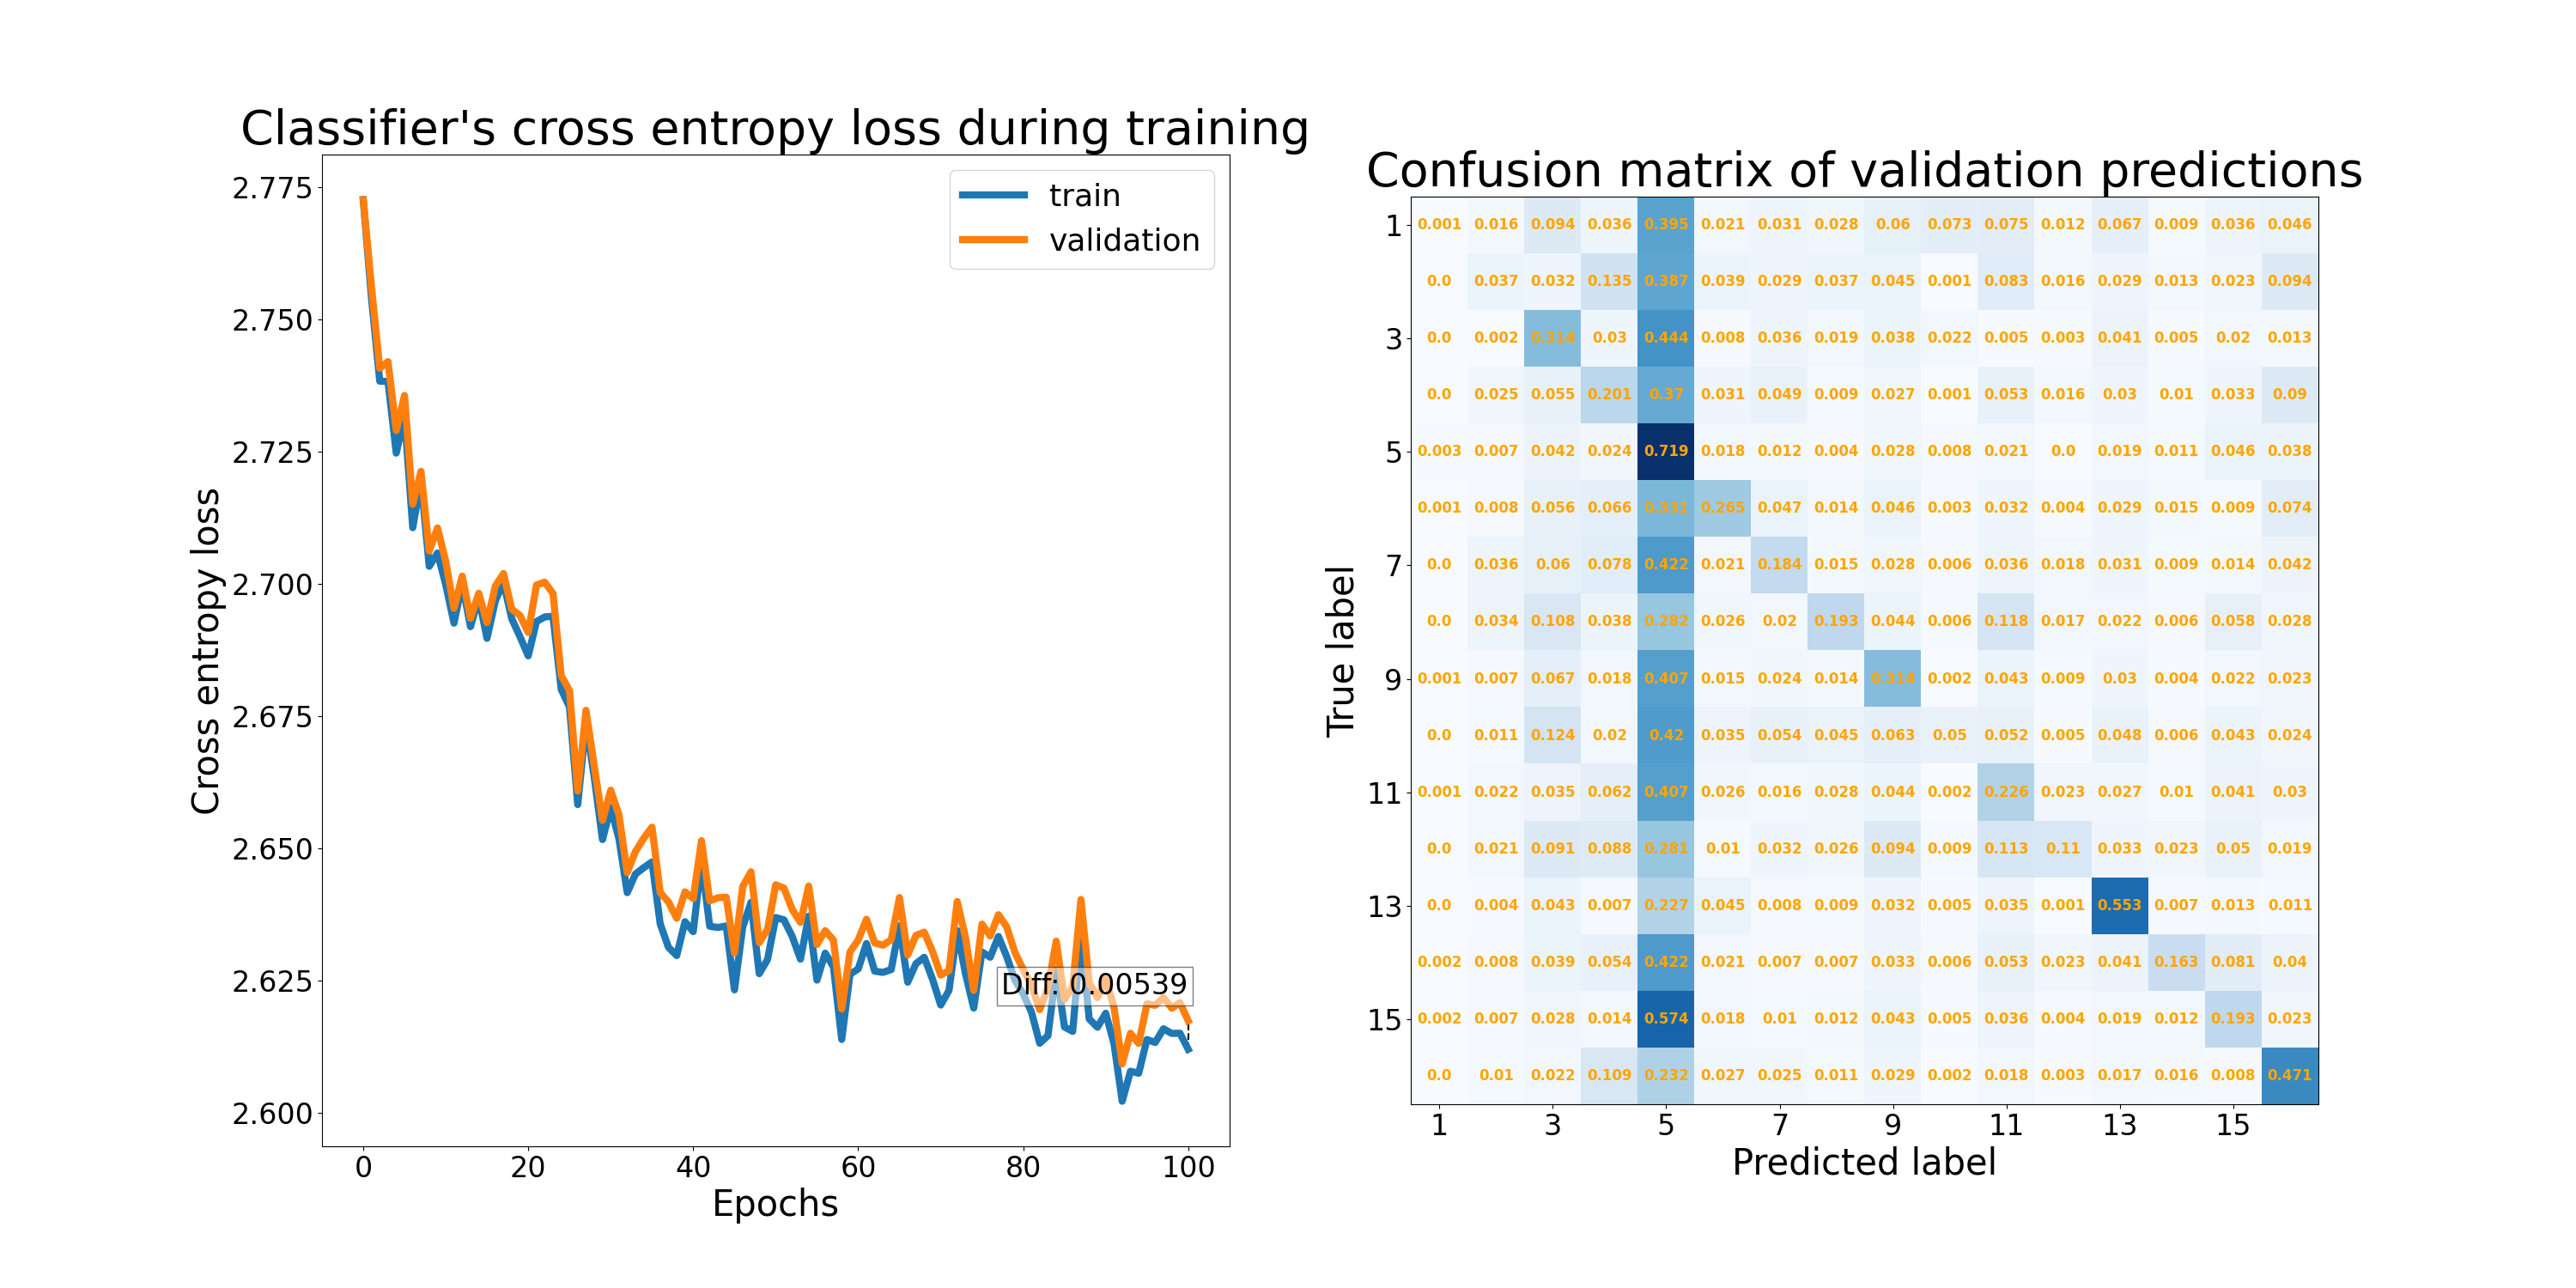 Classifier's cross entropy loss during training
Cross entropy loss
2.775
2.750
2.725
2.700
2.675
2.650
2.625
2.600
train
validation
Diff: 0.00539
0 20 40 60 80 100
Epochs
Confusion matrix of validation predictions
True label
1 0.001 0.016 0.094 0.036 0.395 0.021 0.031 0.028 0.06 0.073 0.075 0.012 0.067 0.009 0.036 0.046
0.0 0.037 0.032 0.135 0.387 0.039 0.029 0.037 0.045 0.001 0.083 0.016 0.029 0.013 0.023 0.094
3 0.0 0.002 0.314 0.03 0.444 0.008 0.036 0.019 0.038 0.022 0.005 0.003 0.041 0.005 0.02 0.013
0.0 0.025 0.055 0.201 0.37 0.031 0.049 0.009 0.027 0.001 0.053 0.016 0.03 0.01 0.033 0.09
5 0.003 0.007 0.042 0.024 0.719 0.018 0.012 0.004 0.028 0.008 0.021 0.0 0.019 0.011 0.046 0.038
0.001 0.008 0.056 0.066 0.331 0.265 0.047 0.014 0.046 0.003 0.032 0.004 0.029 0.015 0.009 0.074
7 0.0 0.036 0.06 0.078 0.422 0.021 0.184 0.015 0.028 0.006 0.036 0.018 0.031 0.009 0.014 0.042
0.0 0.034 0.108 0.038 0.282 0.026 0.02 0.193 0.044 0.006 0.118 0.017 0.022 0.006 0.058 0.028
9 0.001 0.007 0.067 0.018 0.407 0.015 0.024 0.014 0.314 0.002 0.043 0.009 0.03 0.004 0.022 0.023
0.0 0.011 0.124 0.02 0.42 0.035 0.054 0.045 0.063 0.05 0.052 0.005 0.048 0.006 0.043 0.024
11 0.001 0.022 0.035 0.062 0.407 0.026 0.016 0.028 0.044 0.002 0.226 0.023 0.027 0.01 0.041 0.03
0.0 0.021 0.091 0.088 0.281 0.01 0.032 0.026 0.094 0.009 0.113 0.11 0.033 0.023 0.05 0.019
13 0.0 0.004 0.043 0.007 0.227 0.045 0.008 0.009 0.032 0.005 0.035 0.001 0.553 0.007 0.013 0.011
0.002 0.008 0.039 0.054 0.422 0.021 0.007 0.007 0.033 0.006 0.053 0.023 0.041 0.163 0.081 0.04
15 0.002 0.007 0.028 0.014 0.574 0.018 0.01 0.012 0.043 0.005 0.036 0.004 0.019 0.012 0.193 0.023
0.0 0.01 0.022 0.109 0.232 0.027 0.025 0.011 0.029 0.002 0.018 0.003 0.017 0.016 0.008 0.471
1 3 5 7 9 11 13 15
Predicted label